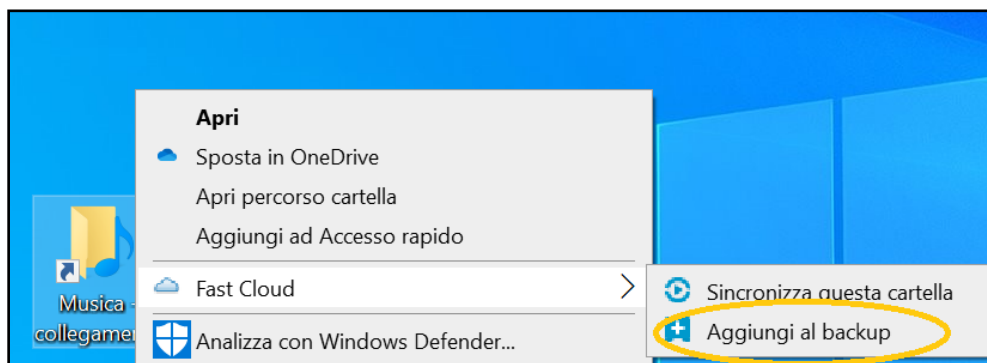 Apri
Sposta in OneDrive
Apri percorso cartella
Aggiungi ad Accesso rapido
Fast Cloud
Sincronizza questa cartella
Musica -
Aggiungi al backup
Analizza con Windows Defender...